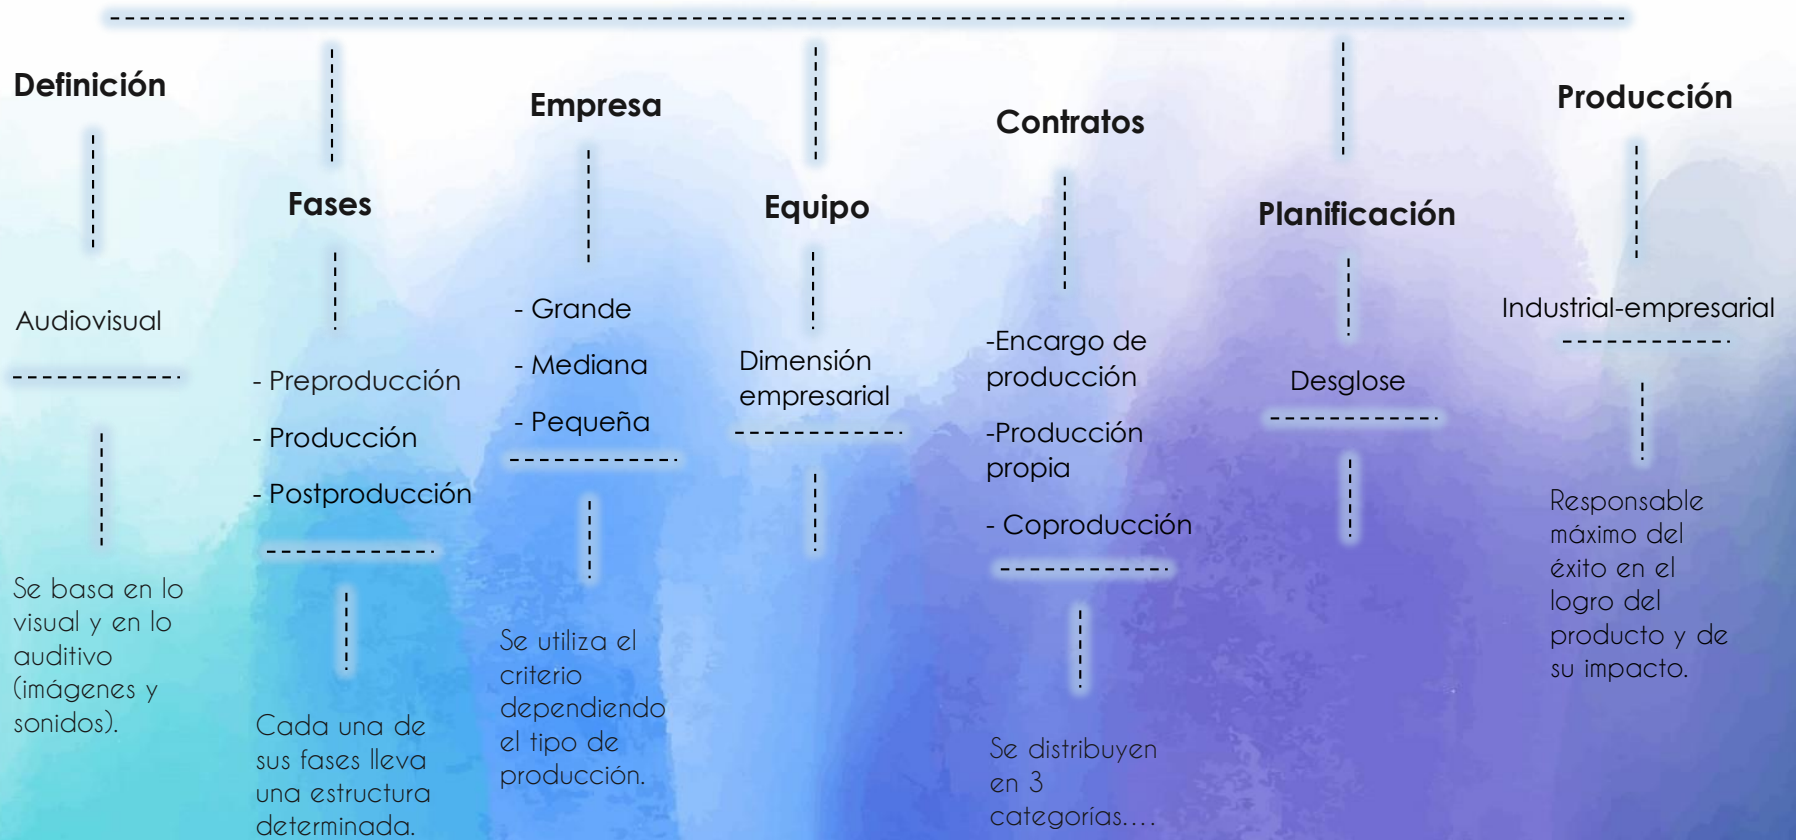 Definición
Audiovisual
Se basa en lo
visual y en lo
auditivo
(imágenes y
sonidos).
Fases
- Preproducción
- Producción
- Postproducción
Cada una de
sus fases lleva
una estructura
determinada.
Empresa
- Grande
- Mediana
- Pequeña
Se utiliza el
criterio
dependiendo
el tipo de
producción.
Equipo
Dimensión
empresarial
Contratos
-Encargo de
producción
-Producción
propia
- Coproducción
Se distribuyen
en 3
categorías....
Planificación
Desglose
Producción
Industrial-empresarial
Responsable
máximo del
éxito en el
logro del
producto y de
su impacto.